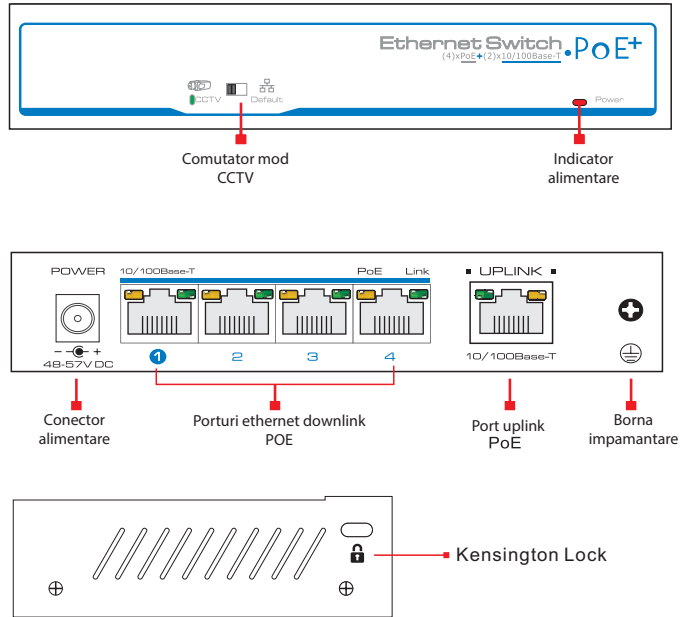 Ethernet Switch
(4)xPoE+(2)x10/100Base-T
PoE+
CCTV
Default
Power
Comutator mod
CCTV
Indicator
alimentare
POWER
10/100Base-T
PoE
Link
UPLINK
48-57V DC
1
2
3
4
10/100Base-T
Conector
alimentare
Porturi ethernet downlink
POE
Port uplink
PoE
Borna
impamantare
Kensington Lock